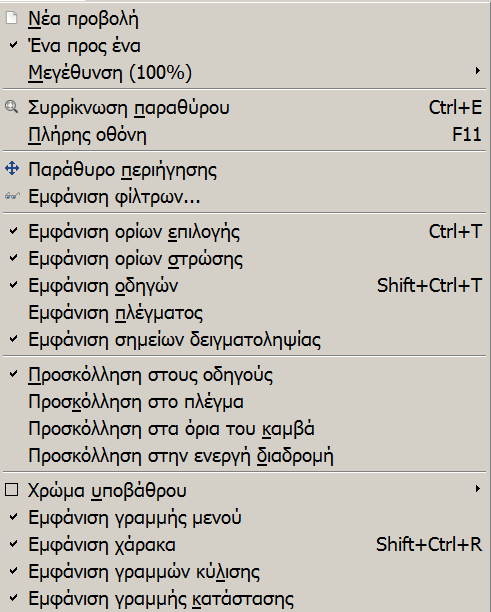 Νέα προβολή
Ένα προς ένα
Μεγέθυνση (100%)
Συρρίκνωση παραθύρου Ctrl+E
Πλήρης οθόνη F11
Παράθυρο περιήγησης
Εμφάνιση φίλτρων...
Εμφάνιση ορίων επιλογής Ctrl+T
Εμφάνιση ορίων στρώσης
Εμφάνιση οδηγών Shift+Ctrl+T
Εμφάνιση πλέγματος
Εμφάνιση σημείων δειγματοληψίας
Προσκόλληση στους οδηγούς
Προσκόλληση στο πλέγμα
Προσκόλληση στα όρια του καμβά
Προσκόλληση στην ενεργή διαδρομή
Χρώμα υποβάθρου
Εμφάνιση γραμμής μενού
Εμφάνιση χάρακα Shift+Ctrl+R
Εμφάνιση γραμμών κύλισης
Εμφάνιση γραμμής κατάστασης